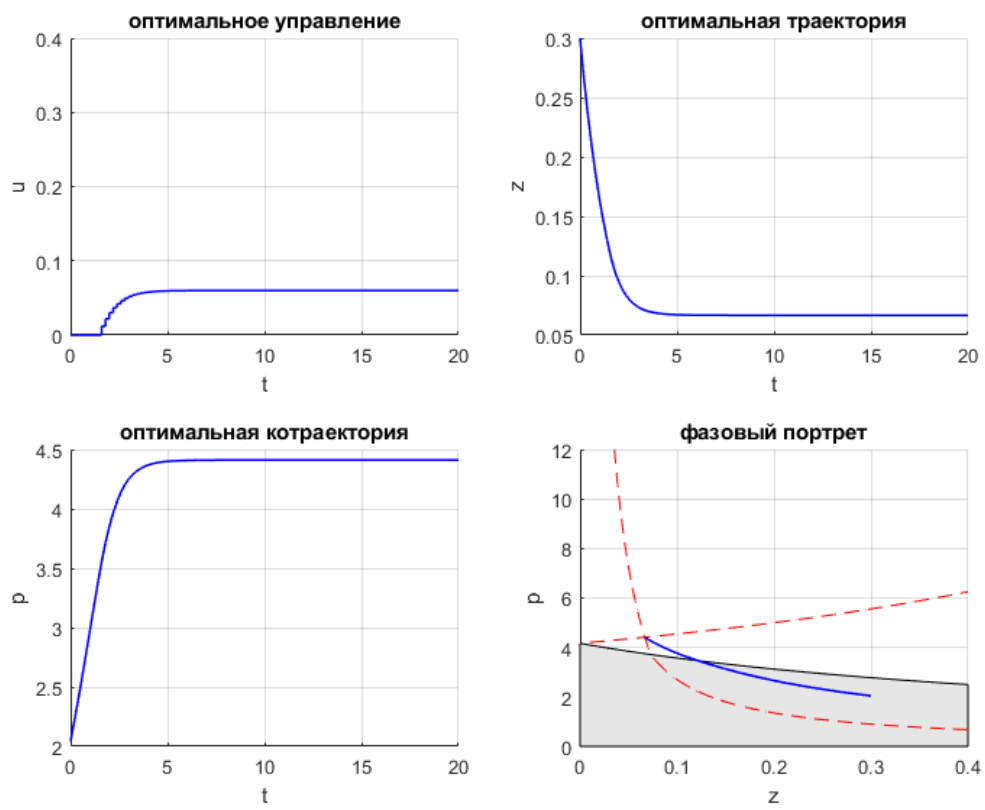 оптимальное управление
0.4
0.3
0.2
0.1
0
u
0 5 10 15 20
t
оптимальная траектория
0.3
0.25
0.2
0.15
0.1
0.05
z
0 5 10 15 20
t
оптимальная котраектория
4.5
4
3.5
3
2.5
2
p
0 5 10 15 20
t
фазовый портрет
12
10
8
6
4
2
0
p
0 0.1 0.2 0.3 0.4
z